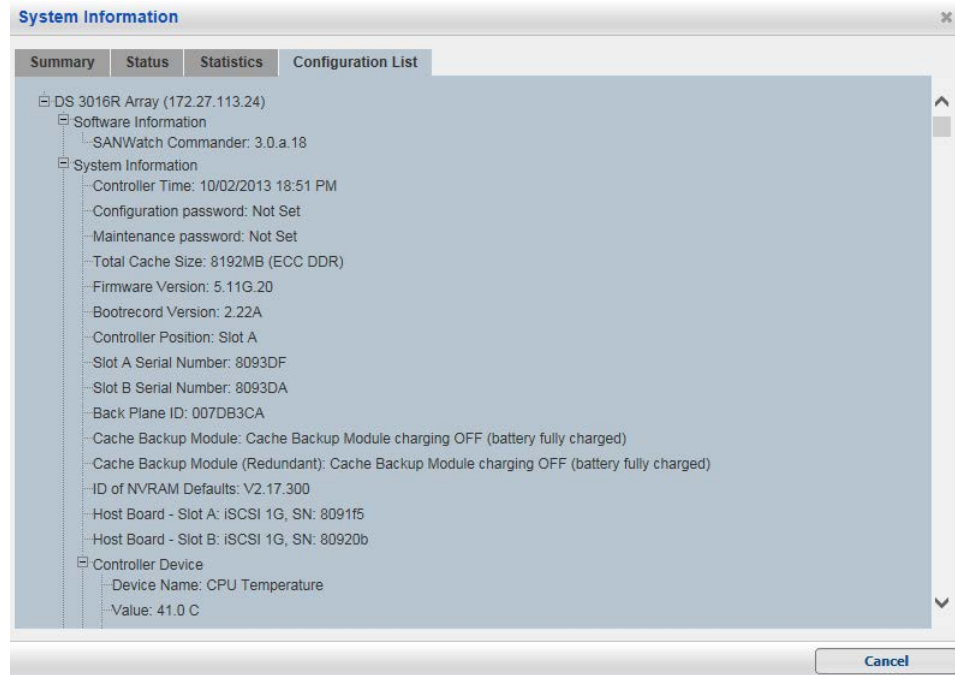 System Information
Summary Status Statistics Configuration List
DS 3016R Array (172.27.113.24)
Software Information
SANWatch Commander: 3.0.a.18
System Information
Controller Time: 10/02/2013 18:51 PM
Configuration password: Not Set
Maintenance password: Not Set
Total Cache Size: 8192MB (ECC DDR)
Firmware Version: 5.11G.20
Bootrecord Version: 2.22A
Controller Position: Slot A
Slot A Serial Number: 8093DF
Slot B Serial Number: 8093DA
Back Plane ID: 007DB3CA
Cache Backup Module: Cache Backup Module charging OFF (battery fully charged)
Cache Backup Module (Redundant): Cache Backup Module charging OFF (battery fully charged)
ID of NVRAM Defaults: V2.17.300
Host Board - Slot A: iSCSI 1G, SN: 8091f5
Host Board - Slot B: iSCSI 1G, SN: 80920b
Controller Device
Device Name: CPU Temperature
Value: 41.0 C
Cancel